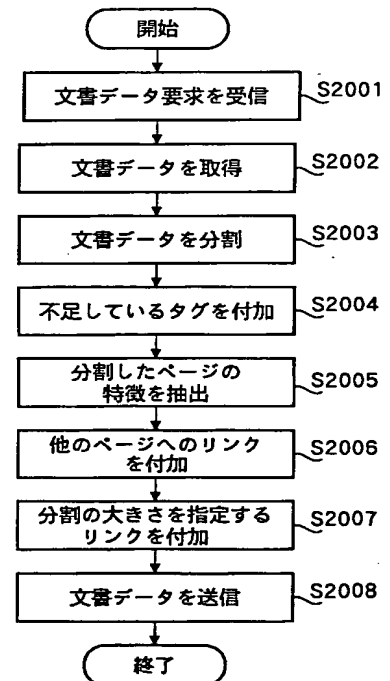 開始
文書データ要求を受信
S2001
文書データを取得
S2002
文書データを分割
S2003
不足しているタグを付加
S2004
分割したページの
特徴を抽出
S2005
他のページへのリンク
を付加
S2006
分割の大きさを指定する
リンクを付加
S2007
文書データを送信
S2008
終了